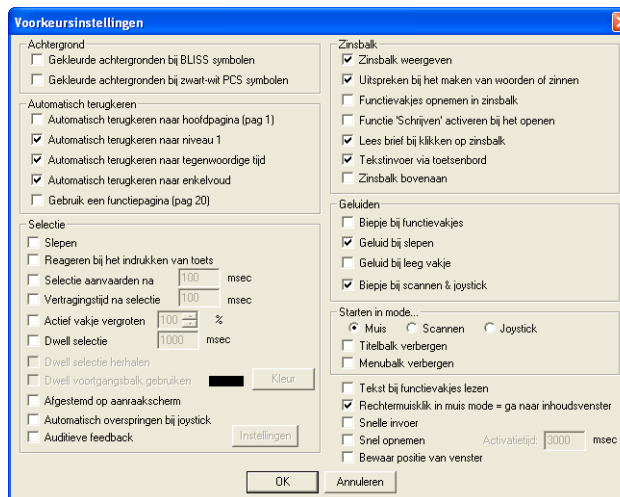 Voorkeursinstellingen
Achtergrond
Gekleurde achtergronden bij BLISS symbolen
Gekleurde achtergronden bij zwart-wit PCS symbolen
Automatisch terugkeren
Automatisch terugkeren naar hoofdpagina (pag 1)
Automatisch terugkeren naar niveau 1
Automatisch terugkeren naar tegenwoordige tijd
Automatisch terugkeren naar enkelvoud
Gebruik een functiepagina (pag 20)
Selectie
Slepen
Reageren bij het indrukken van toets
Selectie aanvaarden na 100 msec
Vertragingstijd na selectie 100 msec
Actief vakje vergroten 100 %
Dwell selectie 1000 msec
Dwell selectie herhalen
Dwell voortgangsbalk gebruiken Kleur
Afgestemd op aanraakscherm
Automatisch overspringen bij joystick
Auditieve feedback Instellingen
Zinsbalk
Zinsbalk weergeven
Uitspreken bij het maken van woorden of zinnen
Functievakjes opnemen in zinsbalk
Functie 'Schrijven' activeren bij het openen
Lees brief bij klikken op zinsbalk
Tekstinvoer via toetsenbord
Zinsbalk bovenaan
Geluiden
Biepje bij functievakjes
Geluid bij slepen
Geluid bij leeg vakje
Biepje bij scannen & joystick
Starten in mode...
Muis Scannen Joystick
Titelbalk verbergen
Menubalk verbergen
Tekst bij functievakjes lezen
Rechtermuisklik in muis mode = ga naar inhoudsvenster
Snelle invoer
Snel opnemen Activatietijd: 3000 msec
Bewaar positie van venster
OK Annuleren